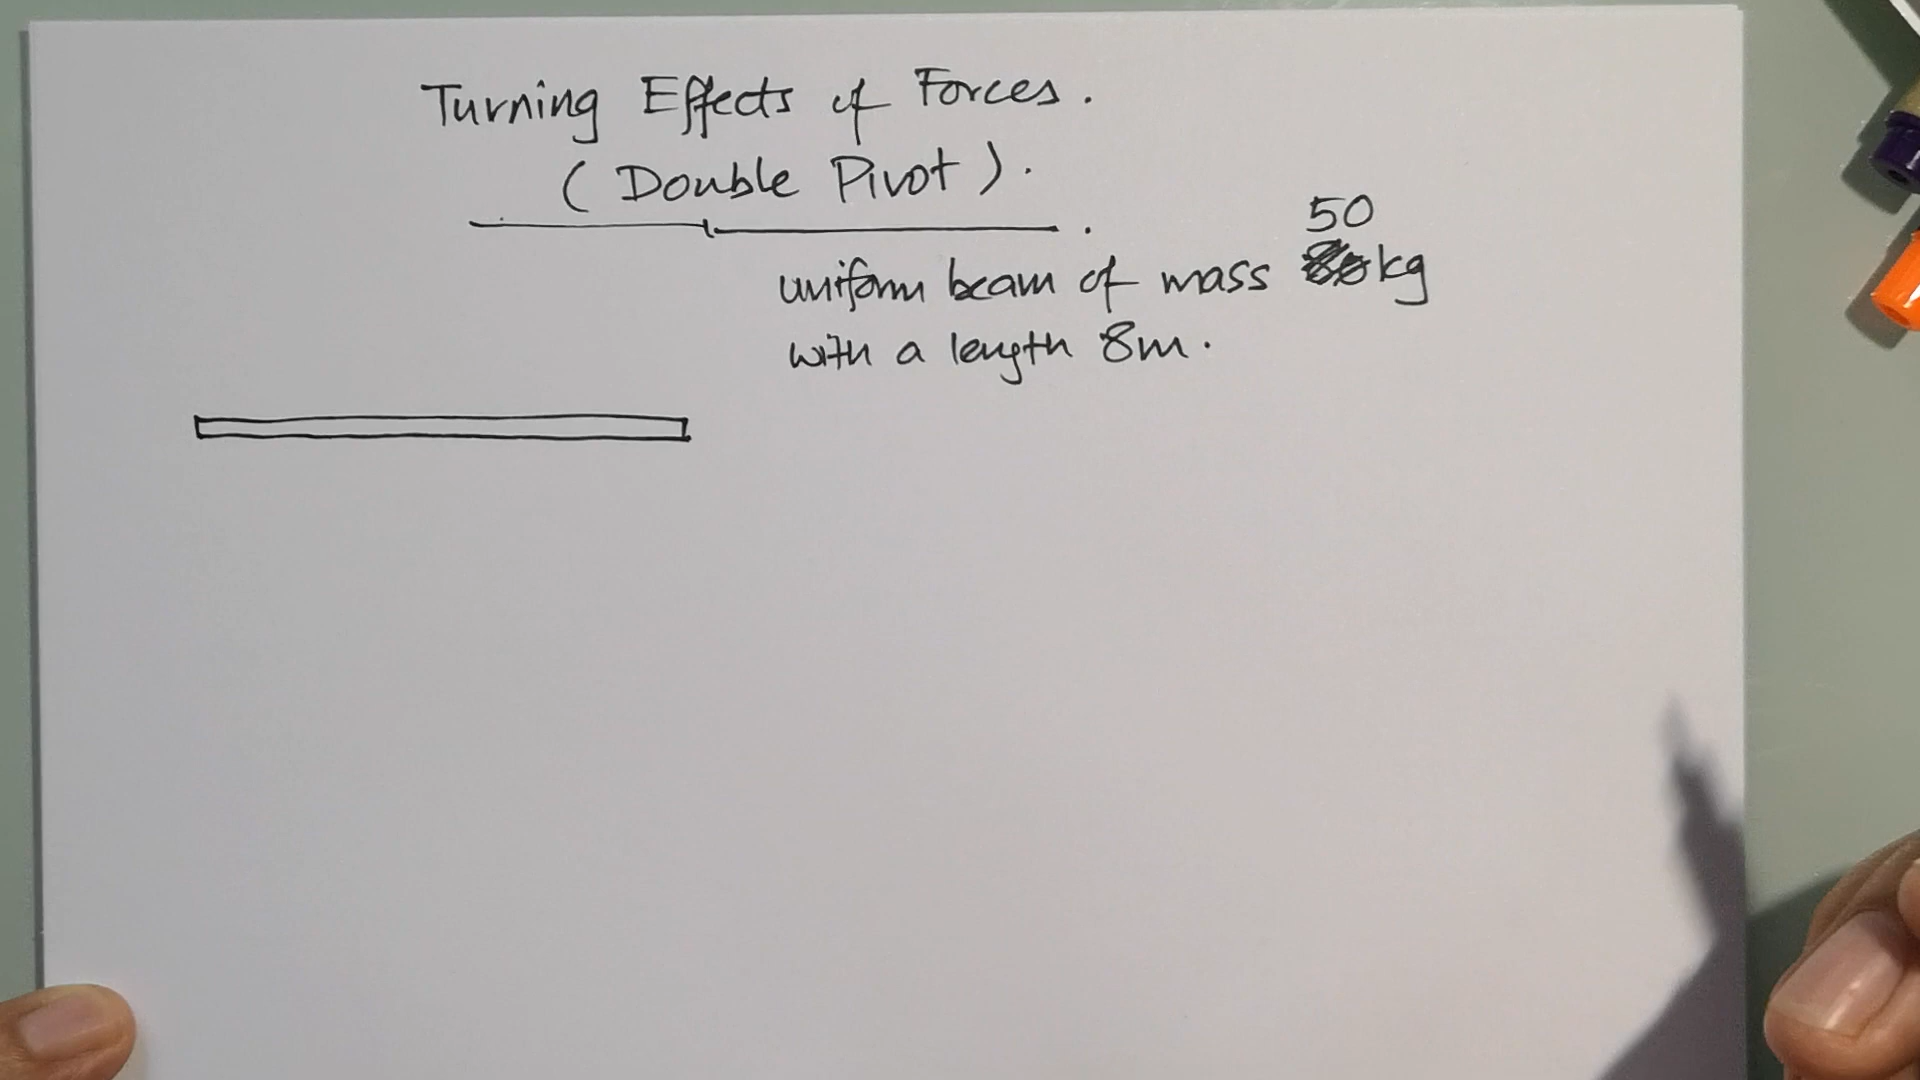 Turning Effects of Forces.
(Double Pivot).
50
uniform beam of mass kg
with a length 8m.